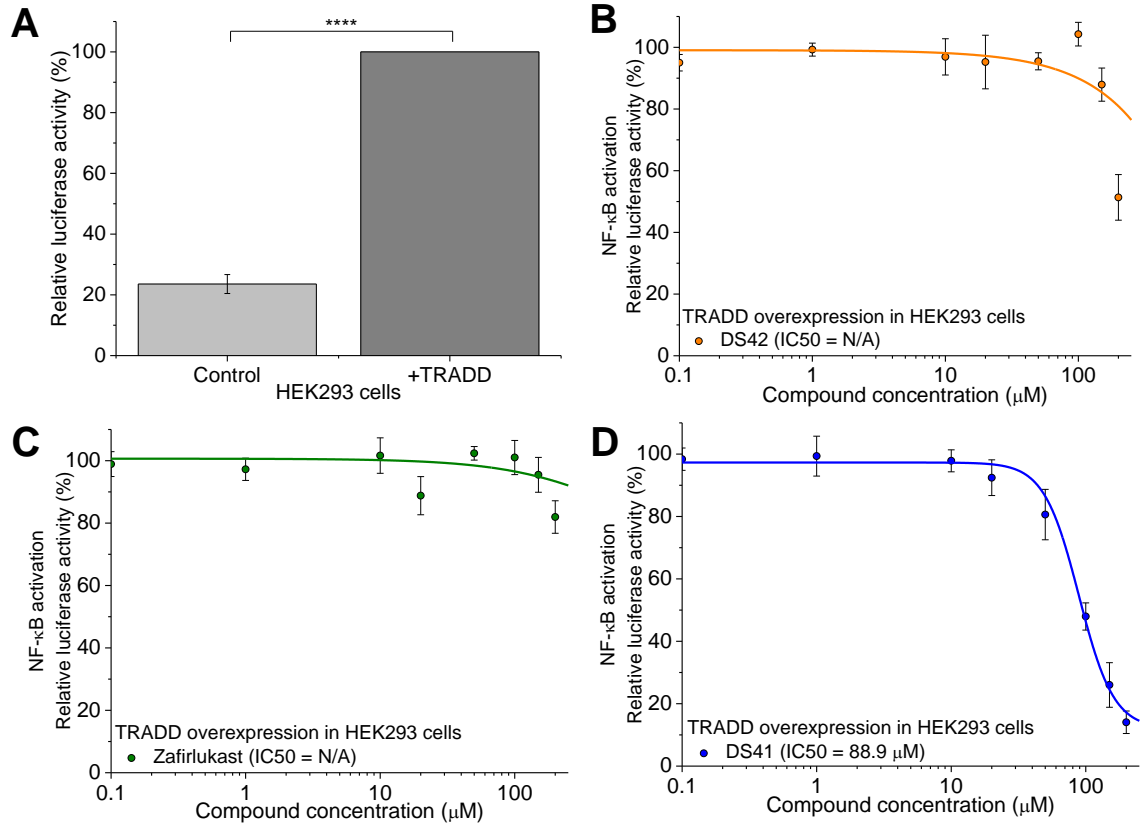 A
Relative luciferase activity (%)
100
80
60
40
20
0
****
Control
+TRADD
HEK293 cells
B
NF-κB activation
Relative luciferase activity (%)
100
80
60
40
20
0
TRADD overexpression in HEK293 cells
DS42 (IC50 = N/A)
0.1
1
10
100
Compound concentration (μM)
C
NF-κB activation
Relative luciferase activity (%)
100
80
60
40
20
0
TRADD overexpression in HEK293 cells
Zafirlukast (IC50 = N/A)
0.1
1
10
100
Compound concentration (μM)
D
NF-κB activation
Relative luciferase activity (%)
100
80
60
40
20
0
TRADD overexpression in HEK293 cells
DS41 (IC50 = 88.9 μM)
0.1
1
10
100
Compound concentration (μM)